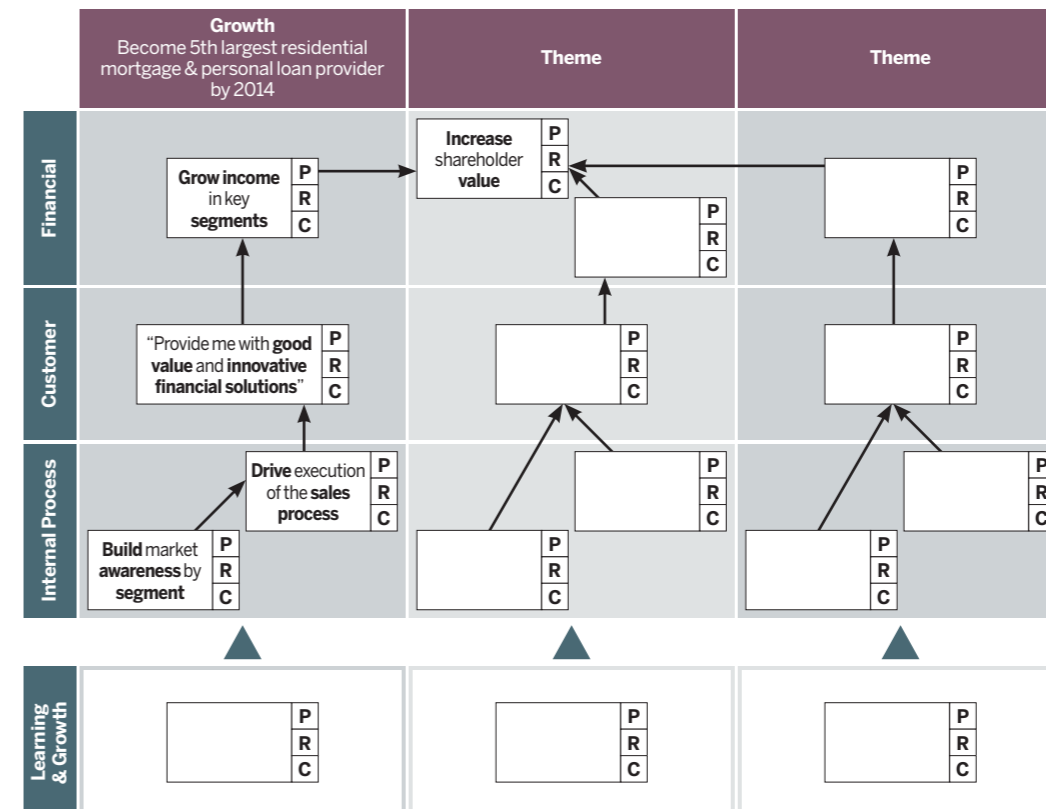 Growth
Become 5th largest residential
mortgage & personal loan provider
by 2014
Theme
Theme
Financial
Increase
shareholder
value
P
R
C
Grow income
in key
segments
P
R
C
P
R
C
P
R
C
Customer
“Provide me with good
value and innovative
financial solutions”
P
R
C
P
R
C
P
R
C
Internal Process
Drive execution
of the sales
process
P
R
C
P
R
C
P
R
C
Build market
awareness by
segment
P
R
C
P
R
C
P
R
C
Learning
& Growth
P
R
C
P
R
C
P
R
C